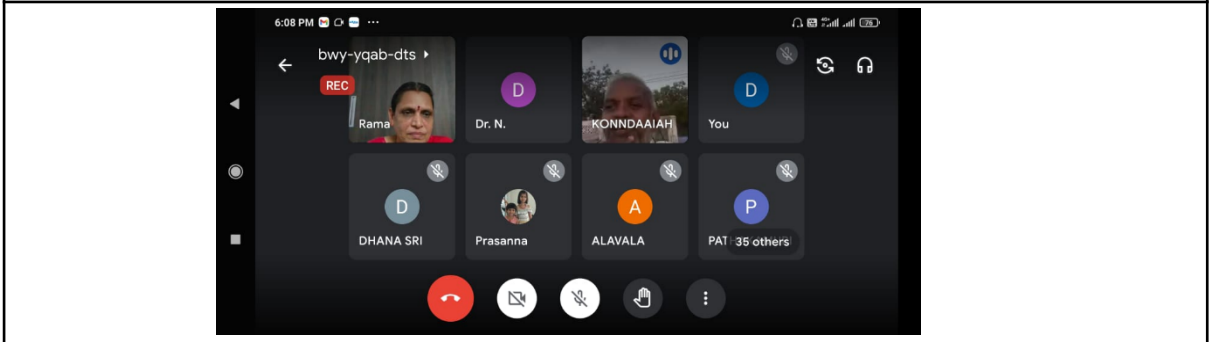 6:08 PM ...
bwy-yqab-dts
REC
Rama
D
Dr. N.
KONNDAAIAH
D
You
D
DHANA SRI
Prasanna
A
ALAVALA
P
35 others